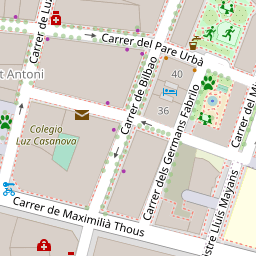 Carrer de Lu
Carrer del Pare Urbà
t Antoni
40
36
Carrer de Bilbao
Carrer dels Germans Fabrilo
Carrer del Mi
Colegio
Luz Casanova
Carrer de Maximilià Thous
estre Lluís Mayans